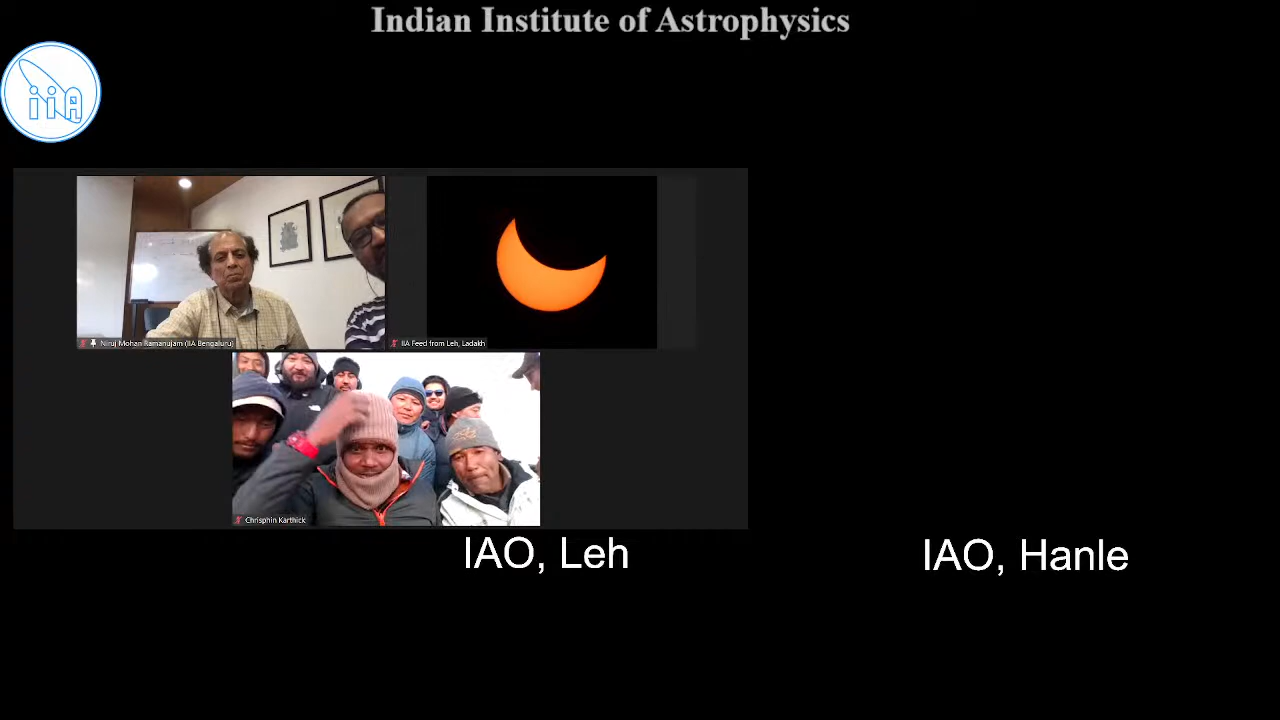 Indian Institute of Astrophysics
iiA
Niruj Mohan Ramanujam (IIA Bengaluru)
IIA Feed from Leh, Ladakh
Chrisphin Karthick
IAO, Leh
IAO, Hanle